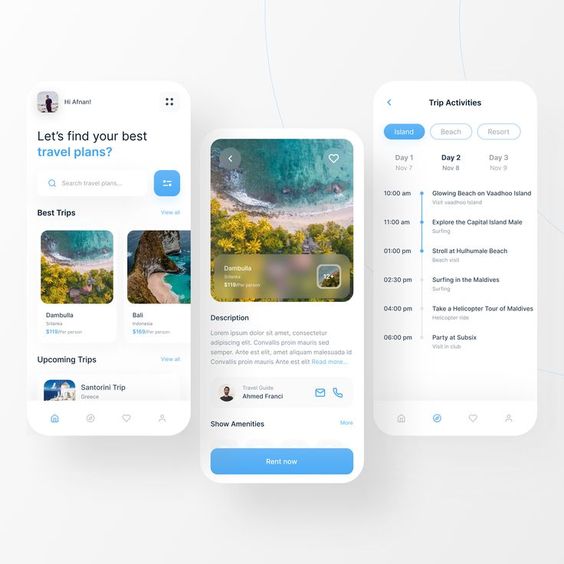 Hi Afnan!
Let's find your best
travel plans?
Search travel plans...
Best Trips
View all
Dambulla
Srilanka
$119/Per person
Bali
Indonesia
$169/Per person
Upcoming Trips
View all
Santorini Trip
Greece
Dambulla
Srilanka
$119/Per person
12+
Description
Lorem ipsum dolor sit amet, consectetur
adipiscing elit. Convallis proin mauris sed
semper. Ante est elit, amet aliquam malesuada id
Convallis proin mauris Ante est elit Read more...
Travel Guide
Ahmed Franci
Show Amenities
More
Rent now
Trip Activities
Island
Beach
Resort
Day 1
Nov 7
Day 2
Nov 8
Day 3
Nov 9
10:00 am
Glowing Beach on Vaadhoo Island
Visit vaadhoo Island
11:00 am
Explore the Capital Island Male
Surfing
01:00 pm
Stroll at Hulhumale Beach
Beach visit
02:30 pm
Surfing in the Maldives
Surfing
04:00 pm
Take a Helicopter Tour of Maldives
Helicopter ride
06:00 pm
Party at Subsix
Visit in club